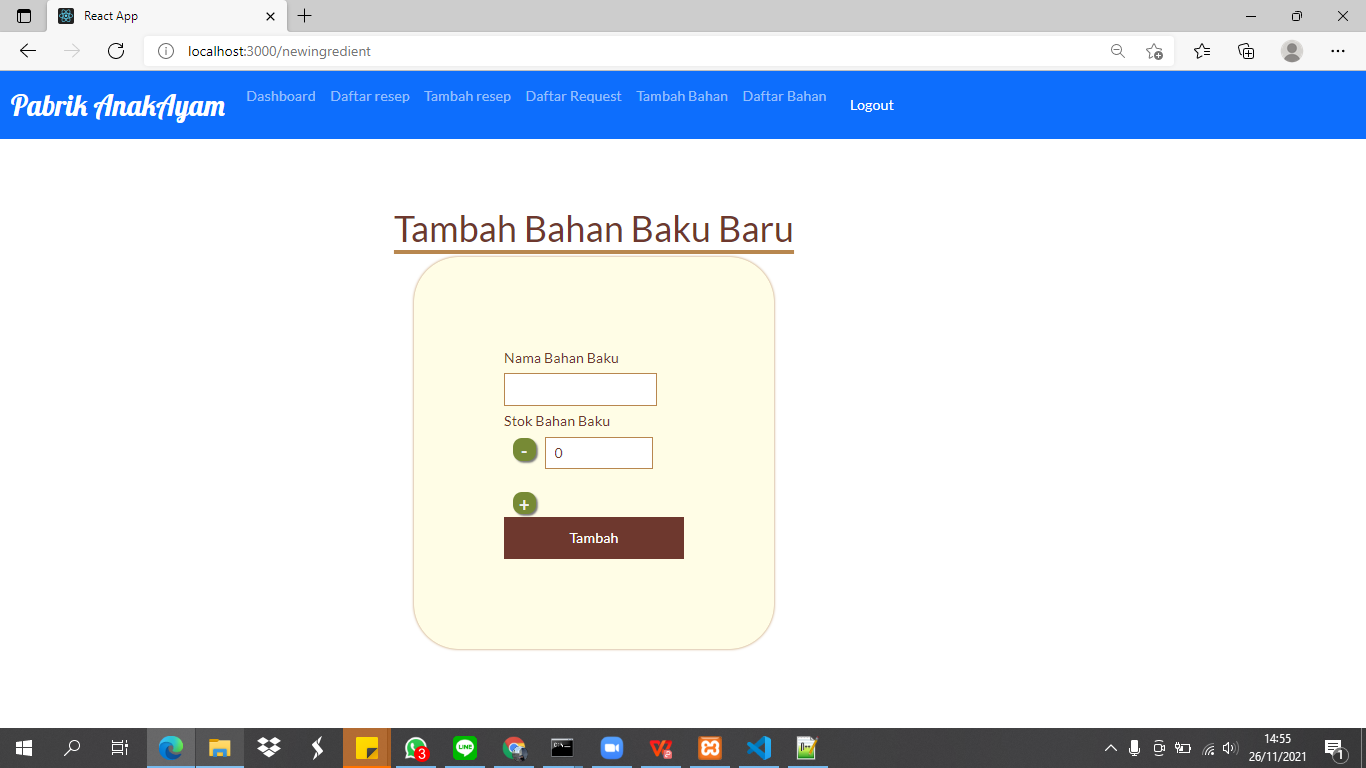 React App
localhost:3000/newingredient
Pabrik AnakAyam Dashboard Daftar resep Tambah resep Daftar Request Tambah Bahan Daftar Bahan Logout
Tambah Bahan Baku Baru
Nama Bahan Baku
Stok Bahan Baku
- 0
+
Tambah
3
LINE
C:\
14:55
26/11/2021
1